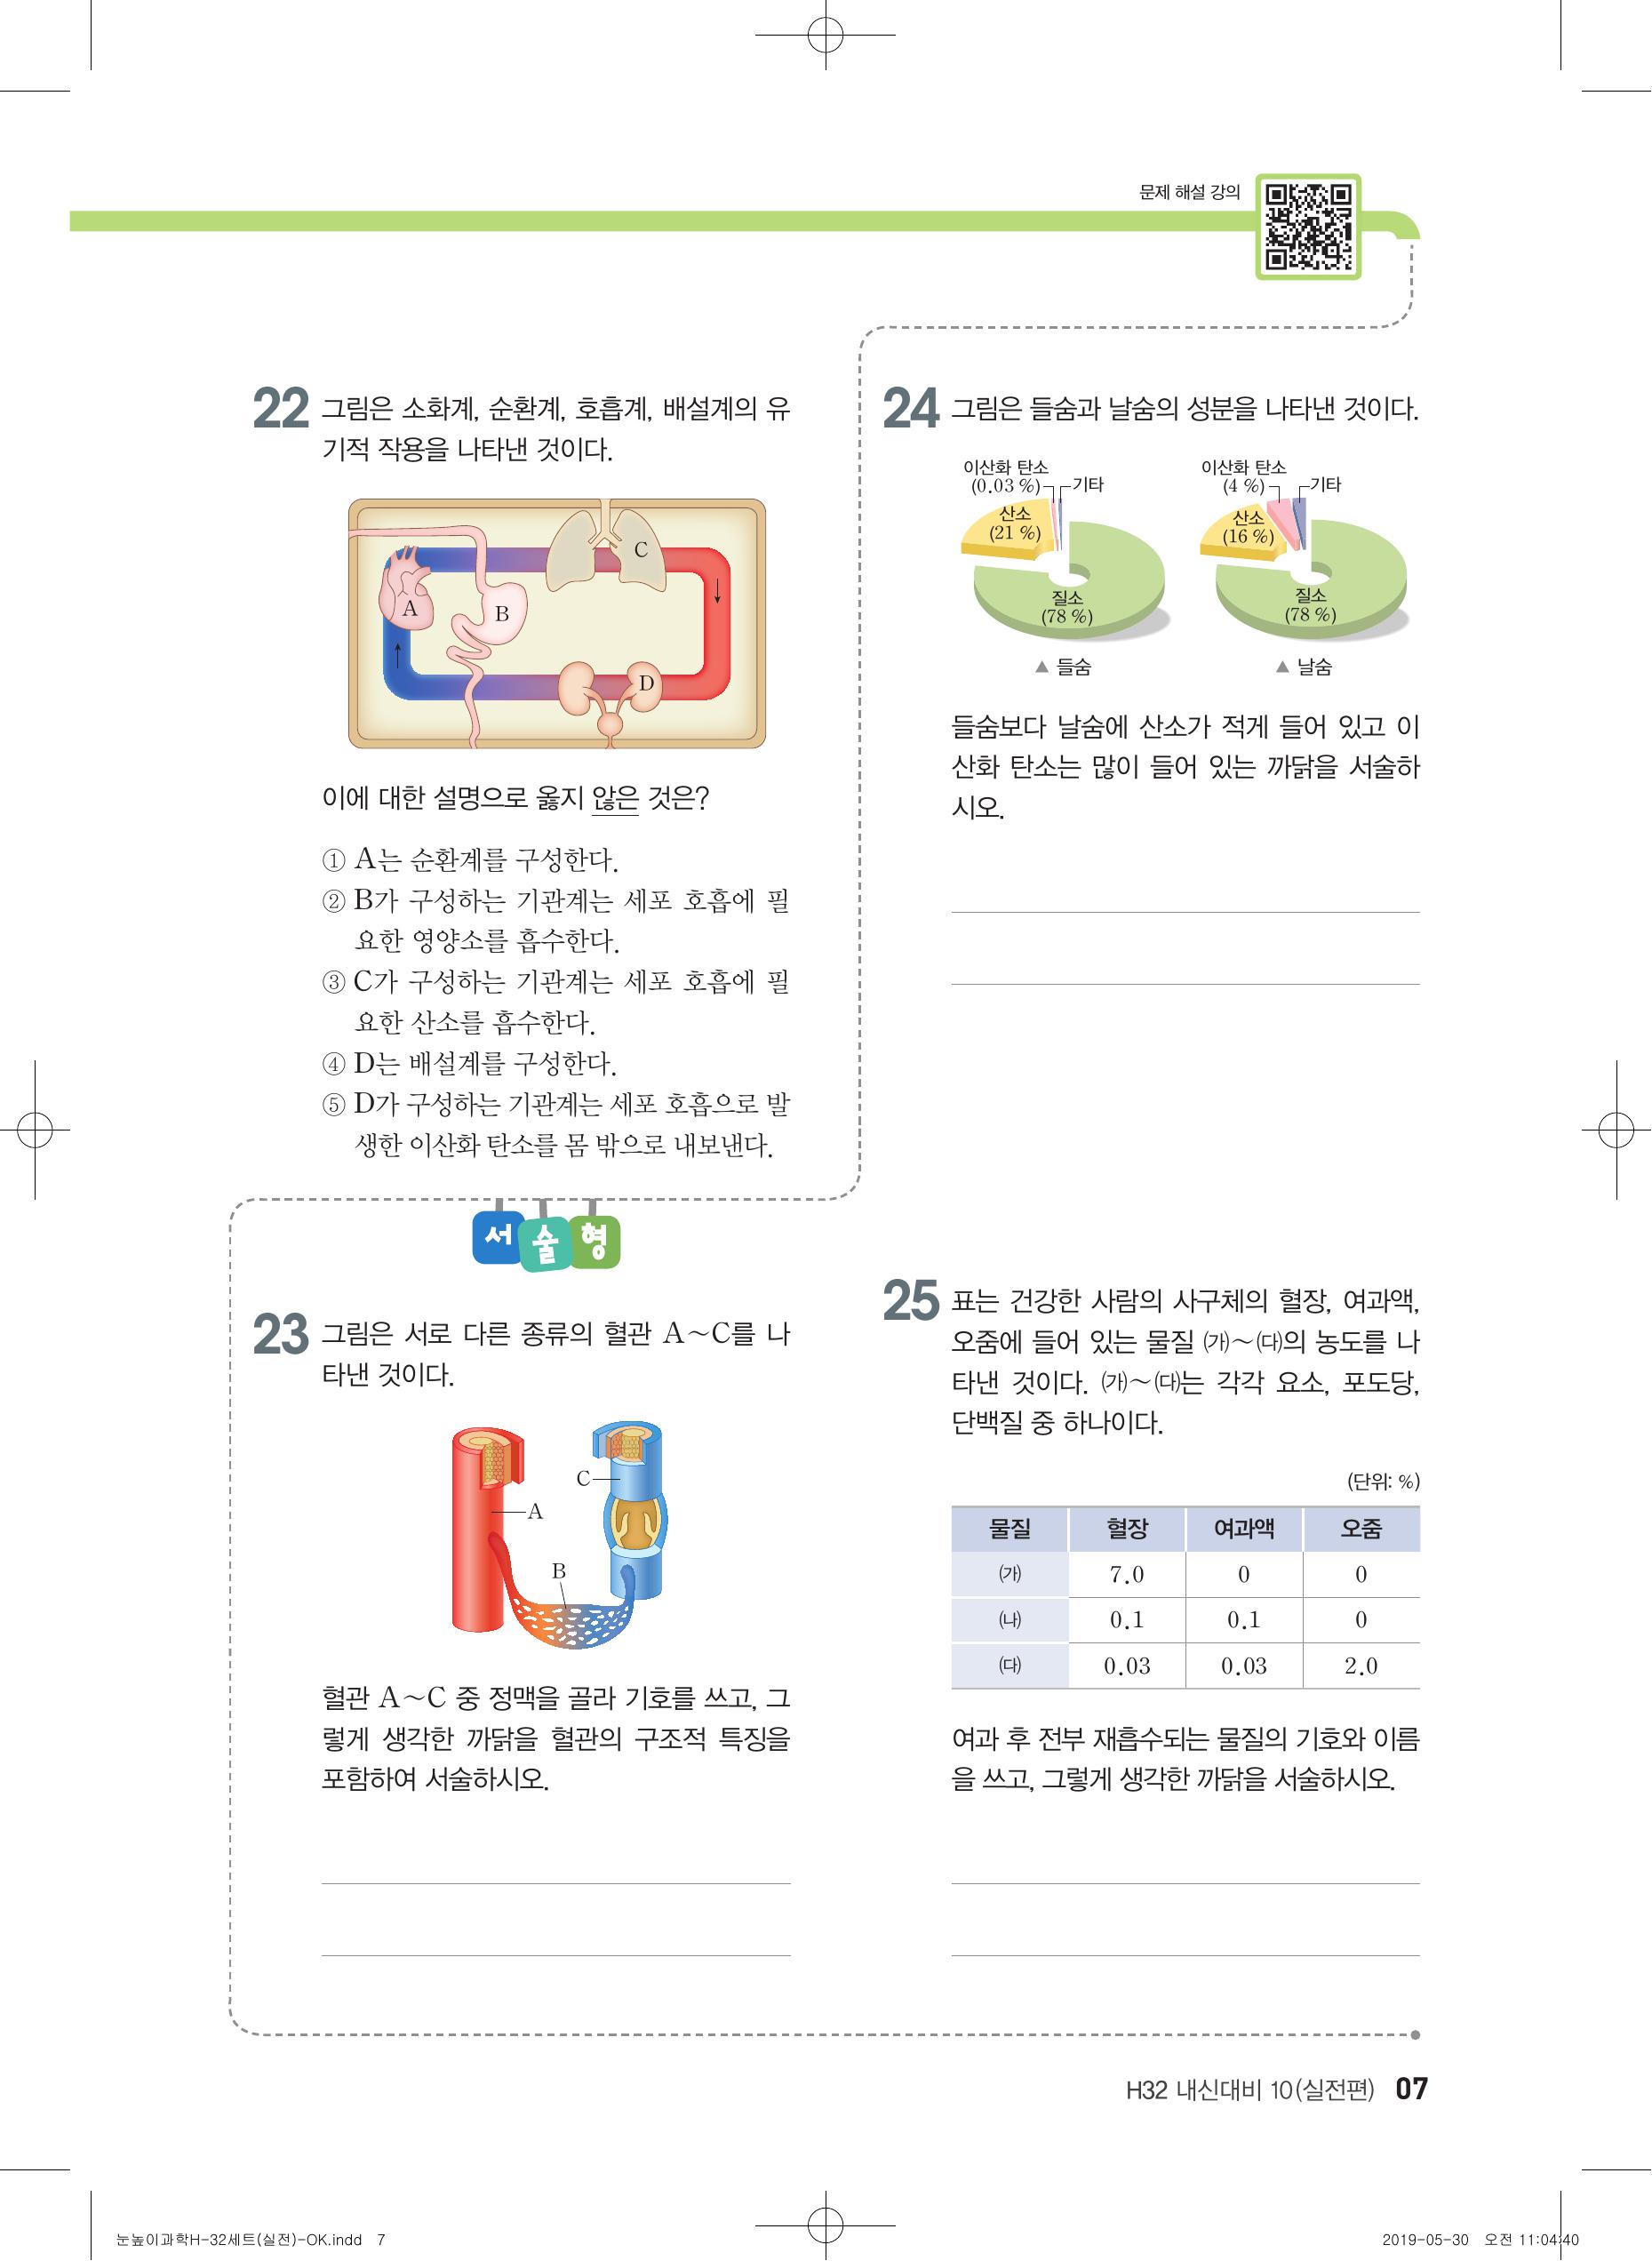 문제 해설 강의
22 그림은 소화계, 순환계, 호흡계, 배설계의 유
기적 작용을 나타낸 것이다.
A
B
C
D
이에 대한 설명으로 옳지 않은 것은?
① A는 순환계를 구성한다.
② B가 구성하는 기관계는 세포 호흡에 필
요한 영양소를 흡수한다.
③ C가 구성하는 기관계는 세포 호흡에 필
요한 산소를 흡수한다.
④ D는 배설계를 구성한다.
⑤ D가 구성하는 기관계는 세포 호흡으로 발
생한 이산화 탄소를 몸 밖으로 내보낸다.
서술형
23 그림은 서로 다른 종류의 혈관 A~C를 나
타낸 것이다.
C
A
B
혈관 A~C 중 정맥을 골라 기호를 쓰고, 그
렇게 생각한 까닭을 혈관의 구조적 특징을
포함하여 서술하시오.
24 그림은 들숨과 날숨의 성분을 나타낸 것이다.
이산화 탄소
(0.03 %)
기타
산소
(21 %)
질소
(78 %)
▲ 들숨
이산화 탄소
(4 %)
기타
산소
(16 %)
질소
(78 %)
▲ 날숨
들숨보다 날숨에 산소가 적게 들어 있고 이
산화 탄소는 많이 들어 있는 까닭을 서술하
시오.
25 표는 건강한 사람의 사구체의 혈장, 여과액,
오줌에 들어 있는 물질 ㈎~㈐의 농도를 나
타낸 것이다. ㈎~㈐는 각각 요소, 포도당,
단백질 중 하나이다.
(단위: %)
물질 혈장 여과액 오줌
㈎ 7.0 0 0
㈏ 0.1 0.1 0
㈐ 0.03 0.03 2.0
여과 후 전부 재흡수되는 물질의 기호와 이름
을 쓰고, 그렇게 생각한 까닭을 서술하시오.
H32 내신대비 10(실전편) 07
눈높이과학H-32세트(실전)-OK.indd 7
2019-05-30 오전 11:04:40